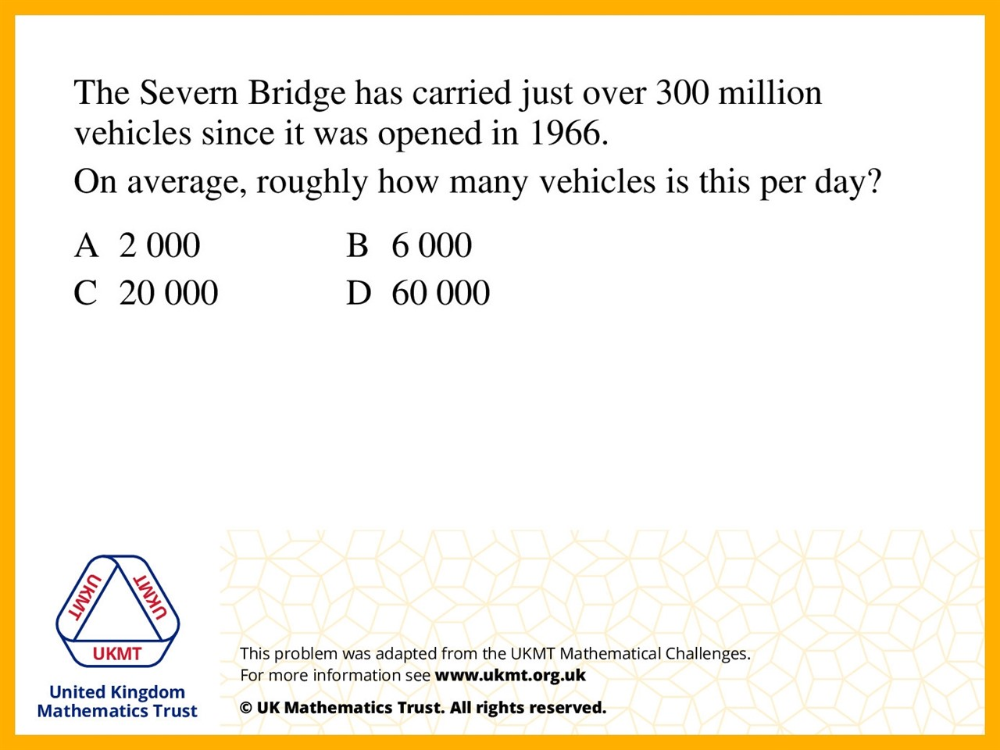 The Severn Bridge has carried just over 300 million
vehicles since it was opened in 1966.
On average, roughly how many vehicles is this per day?
A 2 000 B 6 000
C 20 000 D 60 000
UKMT UKMT
UKMT
United Kingdom
Mathematics Trust
This problem was adapted from the UKMT Mathematical Challenges.
For more information see www.ukmt.org.uk
© UK Mathematics Trust. All rights reserved.